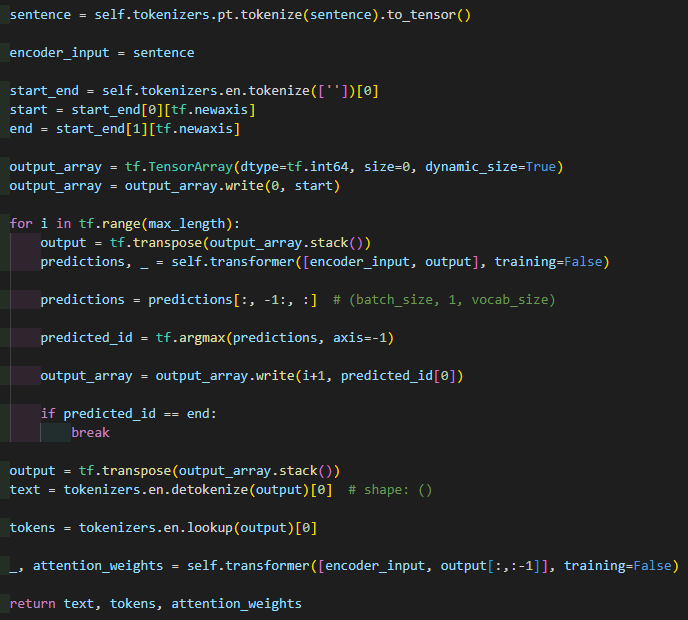 sentence = self.tokenizers.pt.tokenize(sentence).to_tensor()
encoder_input = sentence
start_end = self.tokenizers.en.tokenize([''])[0]
start = start_end[0][tf.newaxis]
end = start_end[1][tf.newaxis]
output_array = tf.TensorArray(dtype=tf.int64, size=0, dynamic_size=True)
output_array = output_array.write(0, start)
for i in tf.range(max_length):
    output = tf.transpose(output_array.stack())
    predictions, _ = self.transformer([encoder_input, output], training=False)
    predictions = predictions[:, -1:, :]  # (batch_size, 1, vocab_size)
    predicted_id = tf.argmax(predictions, axis=-1)
    output_array = output_array.write(i+1, predicted_id[0])
    if predicted_id == end:
        break
output = tf.transpose(output_array.stack())
text = tokenizers.en.detokenize(output)[0]  # shape: ()
tokens = tokenizers.en.lookup(output)[0]
_, attention_weights = self.transformer([encoder_input, output[:,:-1]], training=False)
return text, tokens, attention_weights